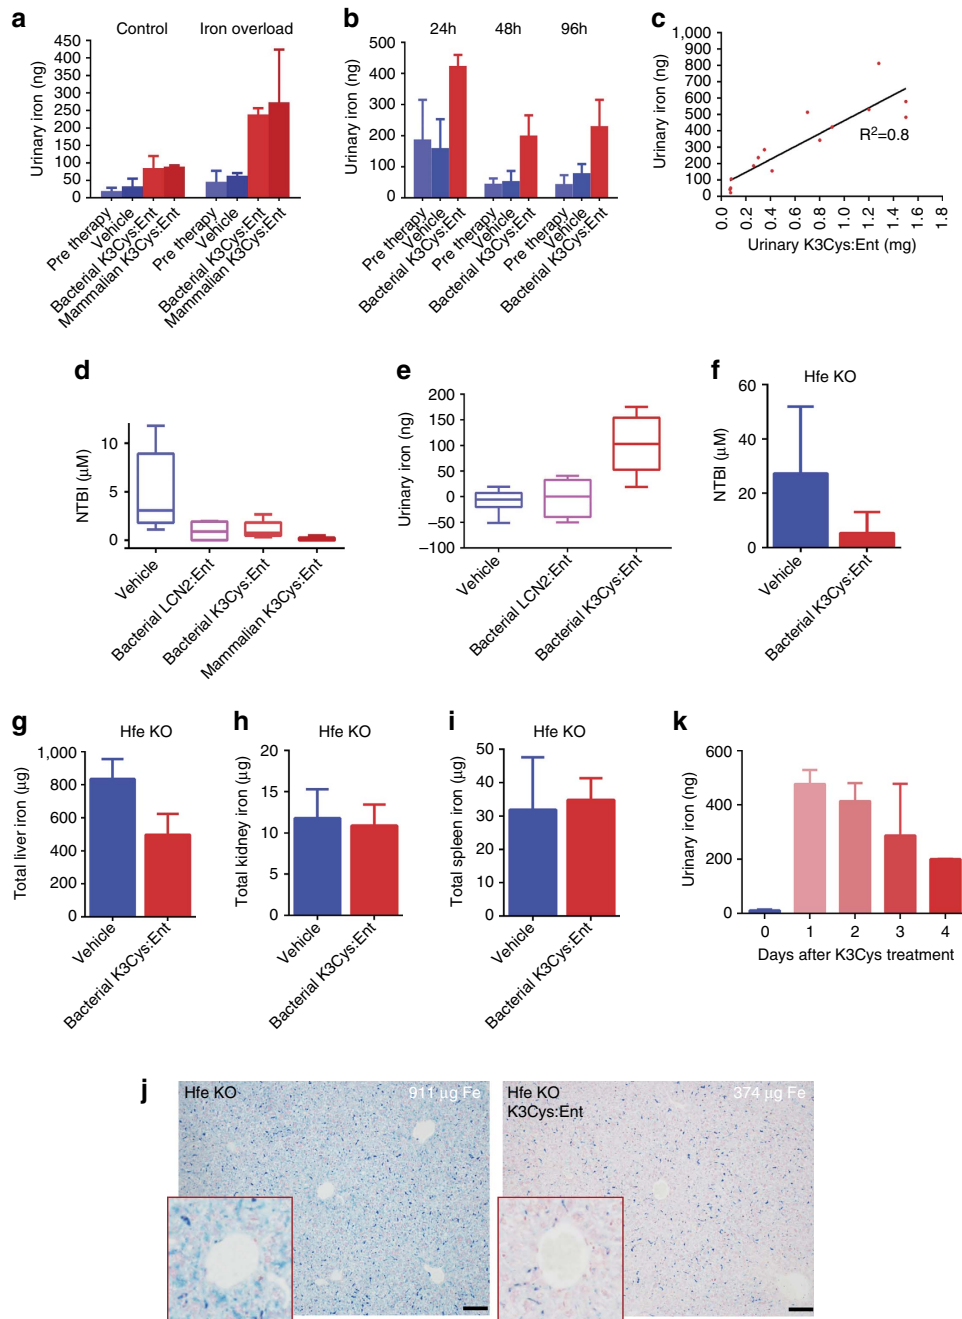 a
Control
Iron overload
Urinary iron (ng)
450
400
350
300
250
200
150
100
50
0
Pre therapy
Vehicle
Bacterial K3Cys:Ent
Mammalian K3Cys:Ent
Pre therapy
Vehicle
Bacterial K3Cys:Ent
Mammalian K3Cys:Ent
b
24h
48h
96h
Urinary iron (ng)
500
400
300
200
100
0
Pre therapy
Vehicle
Bacterial K3Cys:Ent
Pre therapy
Vehicle
Bacterial K3Cys:Ent
Pre therapy
Vehicle
Bacterial K3Cys:Ent
c
Urinary iron (ng)
1,000
900
800
700
600
500
400
300
200
100
0
R²=0.8
0.0
0.2
0.4
0.6
0.8
1.0
1.2
1.4
1.6
1.8
Urinary K3Cys:Ent (mg)
d
NTBI (μM)
10
5
0
Vehicle
Bacterial LCN2:Ent
Bacterial K3Cys:Ent
Mammalian K3Cys:Ent
e
Urinary iron (ng)
200
150
100
50
0
−50
−100
Vehicle
Bacterial LCN2:Ent
Bacterial K3Cys:Ent
f
Hfe KO
NTBI (μM)
60
40
20
0
Vehicle
Bacterial K3Cys:Ent
g
Hfe KO
Total liver iron (μg)
1,000
800
600
400
200
0
Vehicle
Bacterial K3Cys:Ent
h
Hfe KO
Total kidney iron (μg)
20
15
10
5
0
Vehicle
Bacterial K3Cys:Ent
i
Hfe KO
Total spleen iron (μg)
50
40
30
20
10
0
Vehicle
Bacterial K3Cys:Ent
k
Urinary iron (ng)
600
400
200
0
0
1
2
3
4
Days after K3Cys treatment
j
Hfe KO
911 μg Fe
Hfe KO
K3Cys:Ent
374 μg Fe